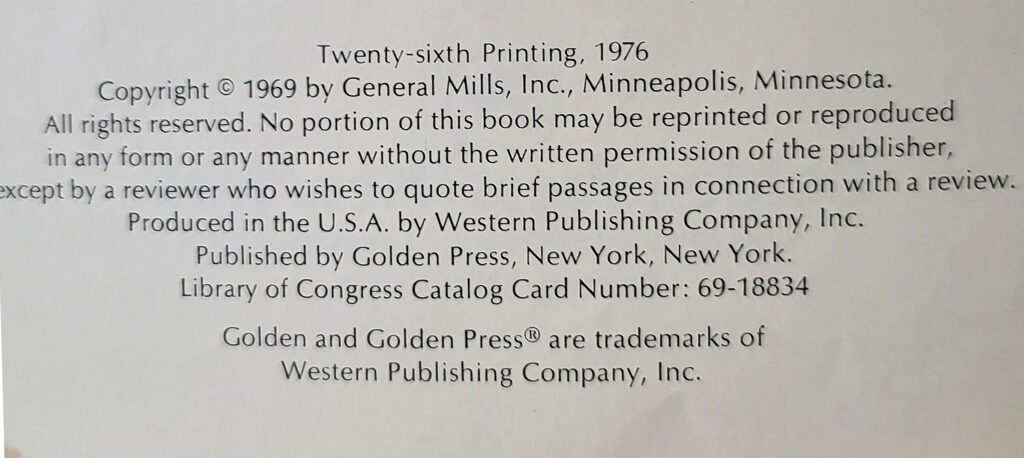 Twenty-sixth Printing, 1976
Copyright © 1969 by General Mills, Inc., Minneapolis, Minnesota.
All rights reserved. No portion of this book may be reprinted or reproduced
in any form or any manner without the written permission of the publisher,
except by a reviewer who wishes to quote brief passages in connection with a review.
Produced in the U.S.A. by Western Publishing Company, Inc.
Published by Golden Press, New York, New York.
Library of Congress Catalog Card Number: 69-18834
Golden and Golden Press® are trademarks of
Western Publishing Company, Inc.